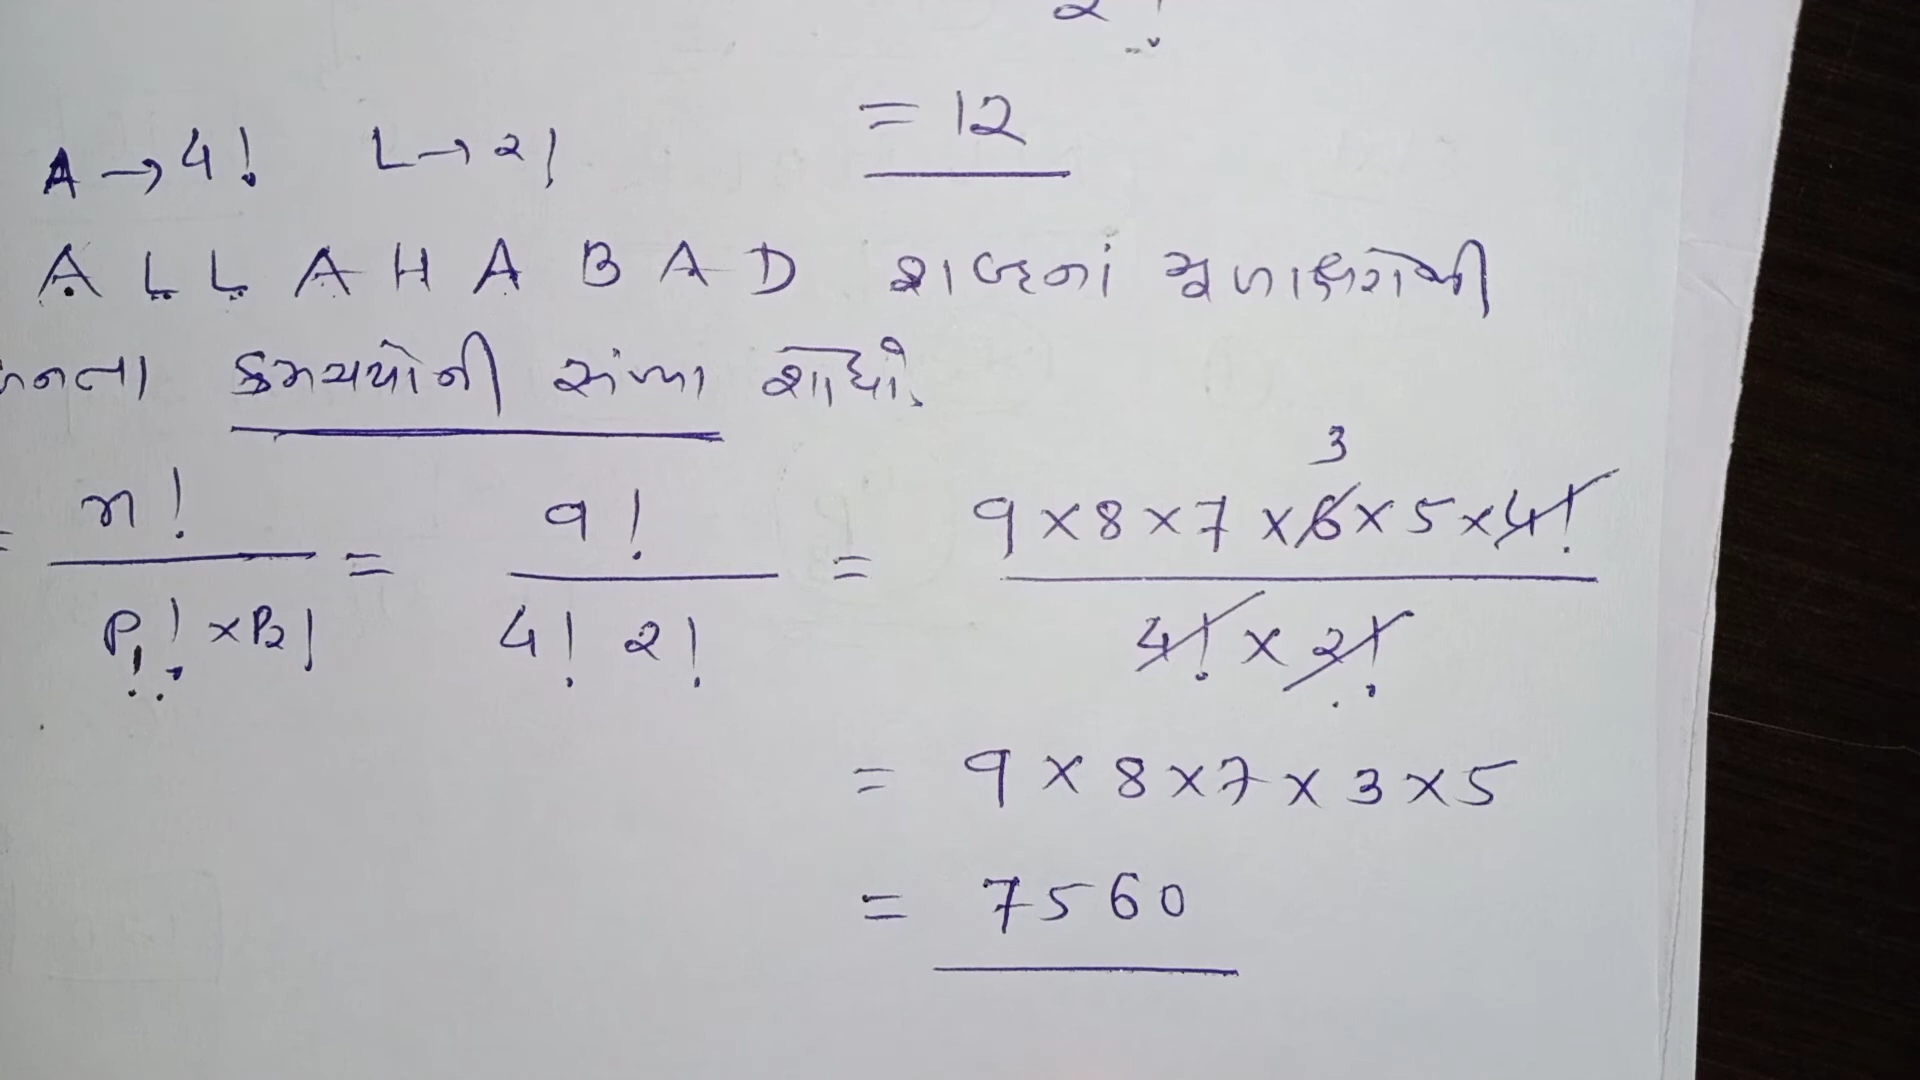 2!
= 12
A → 4! L → 2!
A L L A H A B A D શબ્દનાં મૂળાક્ષરોથી
બનતા ક્રમચયોની સંખ્યા શોધો.
= n! / P₁! × P₂! = 9! / 4! 2! = 9 × 8 × 7 × 6 3 × 5 × 4! / 4! × 2!
= 9 × 8 × 7 × 3 × 5
= 7560